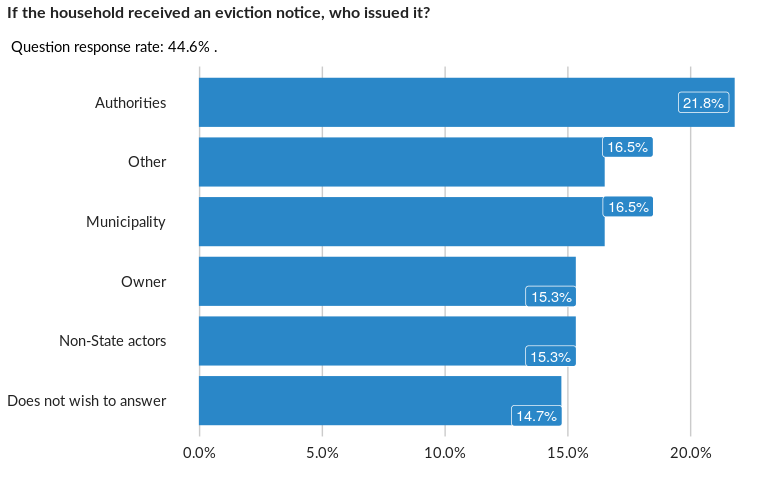 If the household received an eviction notice, who issued it?
Question response rate: 44.6% .
Authorities 21.8%
Other 16.5%
Municipality 16.5%
Owner 15.3%
Non-State actors 15.3%
Does not wish to answer 14.7%
0.0% 5.0% 10.0% 15.0% 20.0%